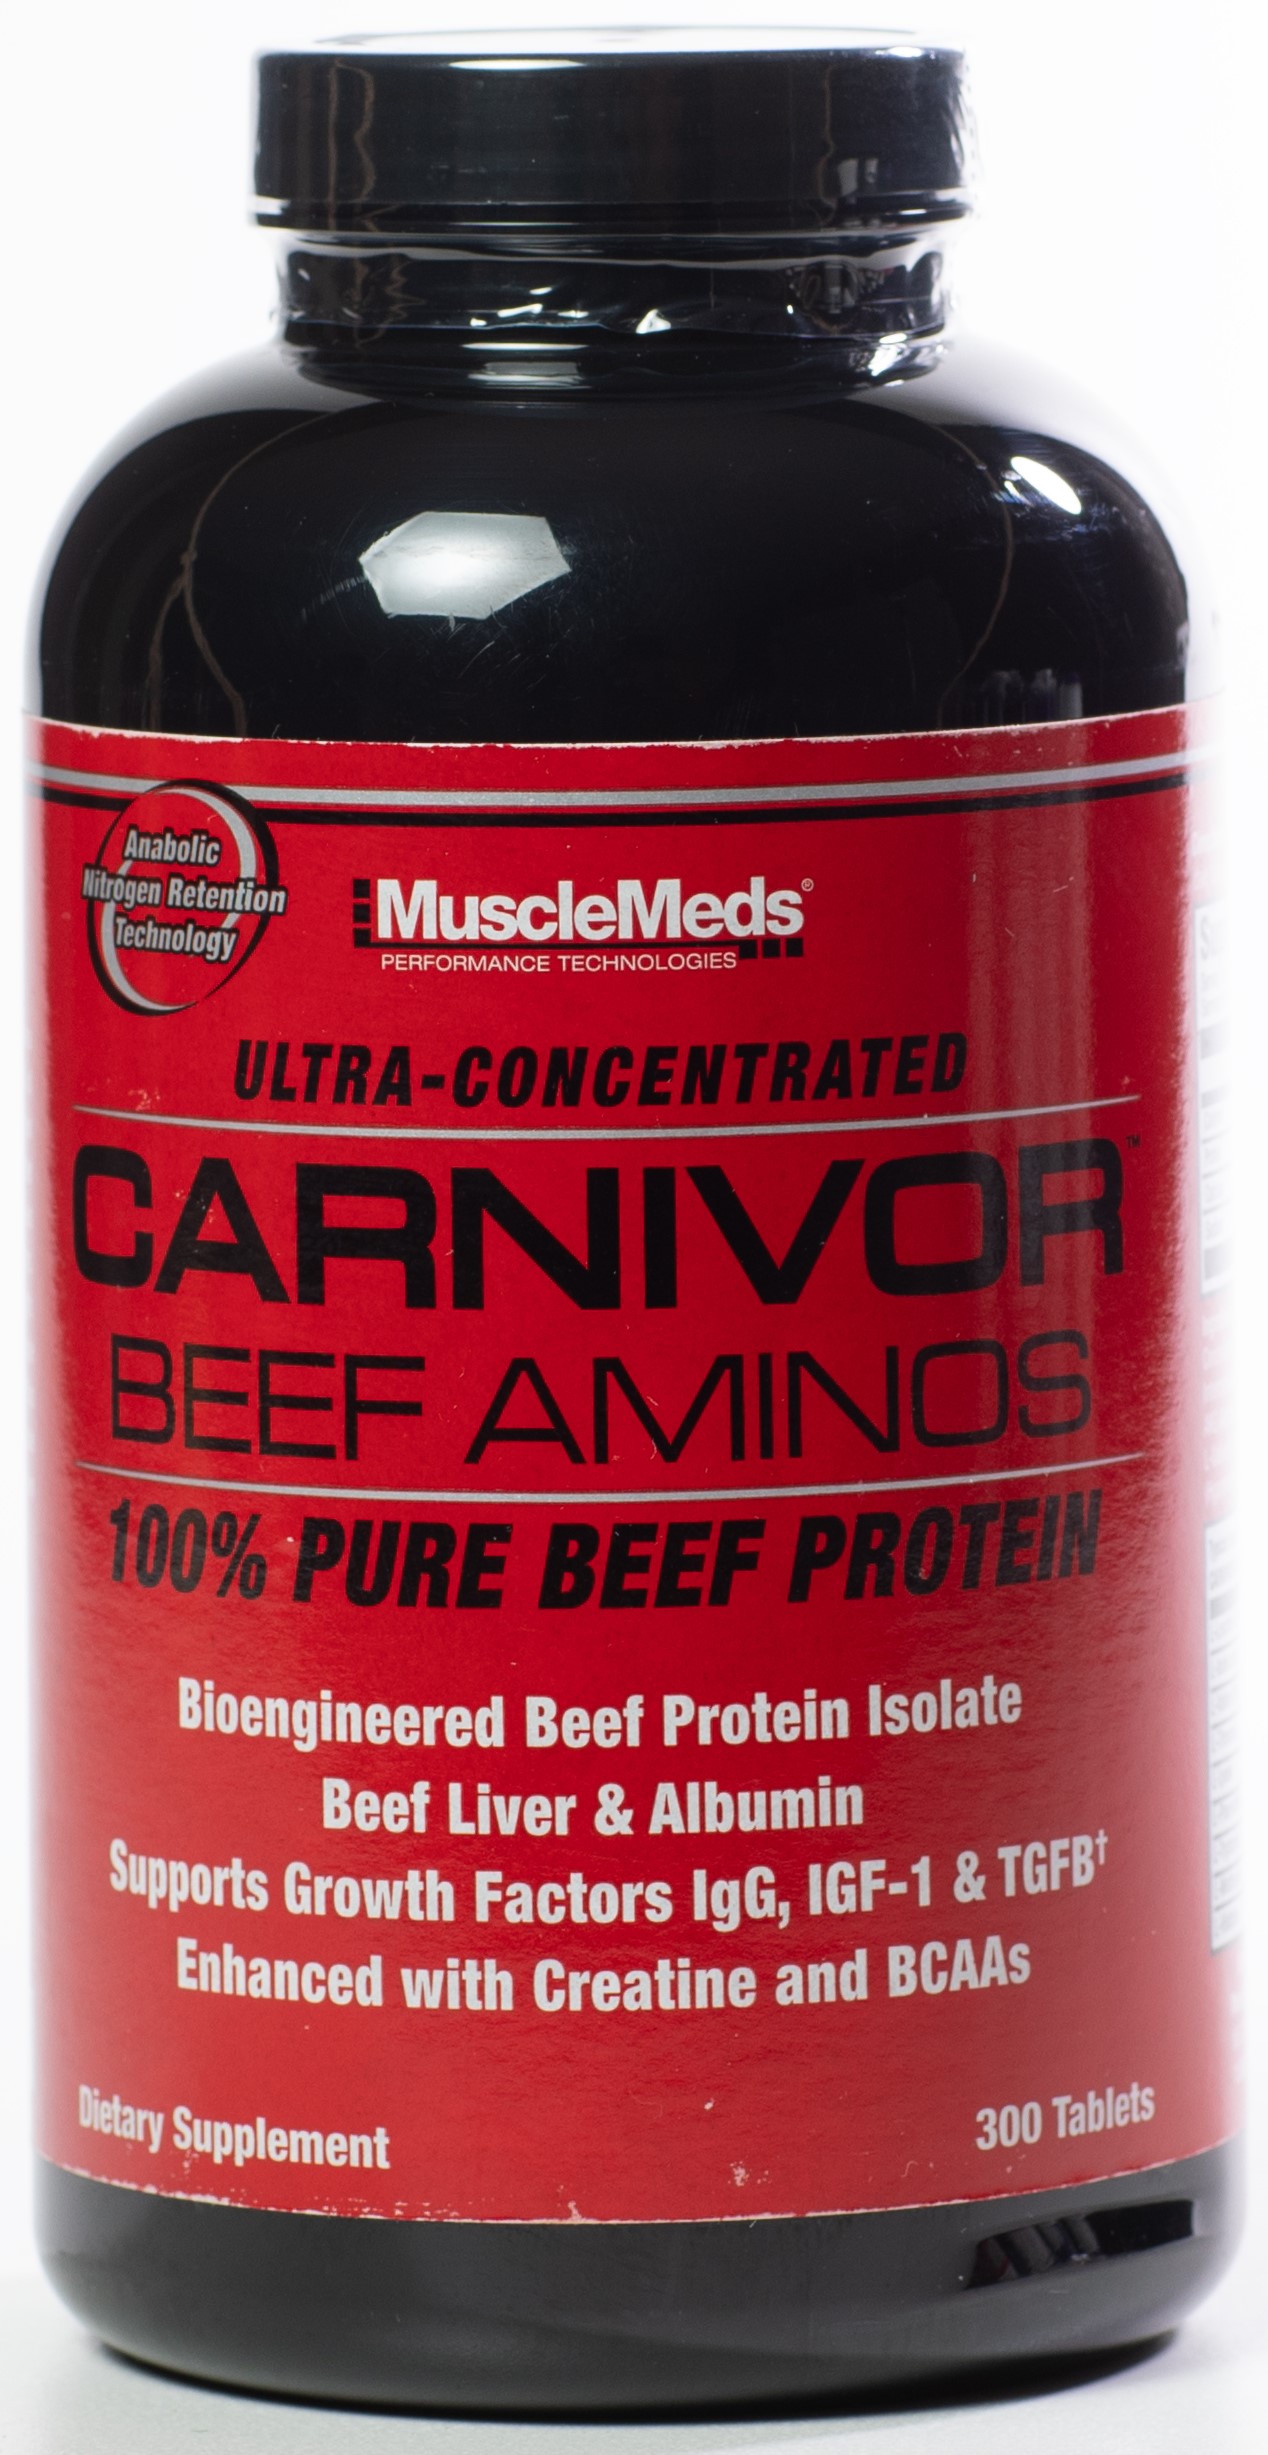 Anabolic
Nitrogen Retention
Technology
MuscleMeds®
PERFORMANCE TECHNOLOGIES
ULTRA-CONCENTRATED
CARNIVOR™
BEEF AMINOS
100% PURE BEEF PROTEIN
Bioengineered Beef Protein Isolate
Beef Liver & Albumin
Supports Growth Factors IgG, IGF-1 & TGFB†
Enhanced with Creatine and BCAAs
Dietary Supplement
300 Tablets